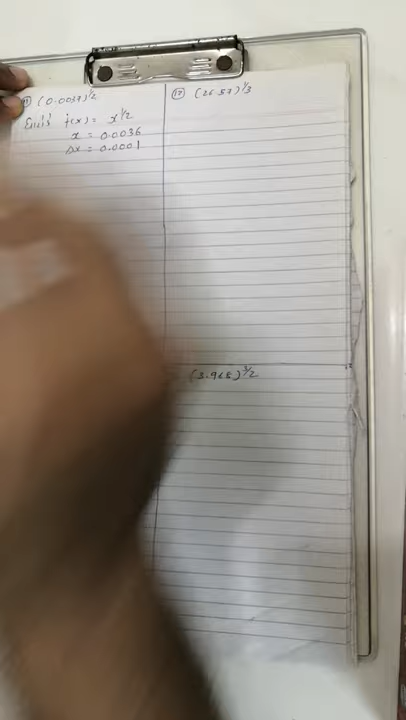 (0.0037)^1/2
f(x) = x^1/2
x = 0.0036
Δx = 0.0001
⑫ (26.57)^1/3
(3.968)^3/2